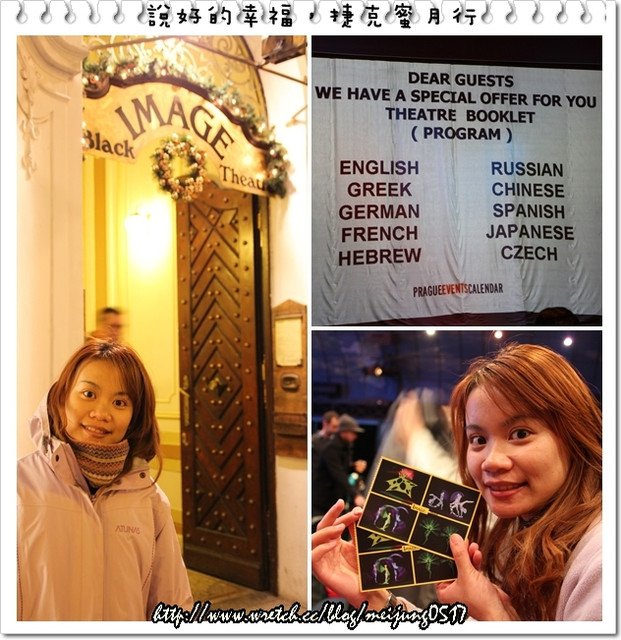 說好的幸福，捷克蜜月行
IMAGE
Black Theat
DEAR GUESTS
WE HAVE A SPECIAL OFFER FOR YOU
THEATRE BOOKLET
( PROGRAM )
ENGLISH RUSSIAN
GREEK CHINESE
GERMAN SPANISH
FRENCH JAPANESE
HEBREW CZECH
PRAGUEEVENTSCALENDAR
ATUNAS
http://www.wretch.cc/blog/meijung0517